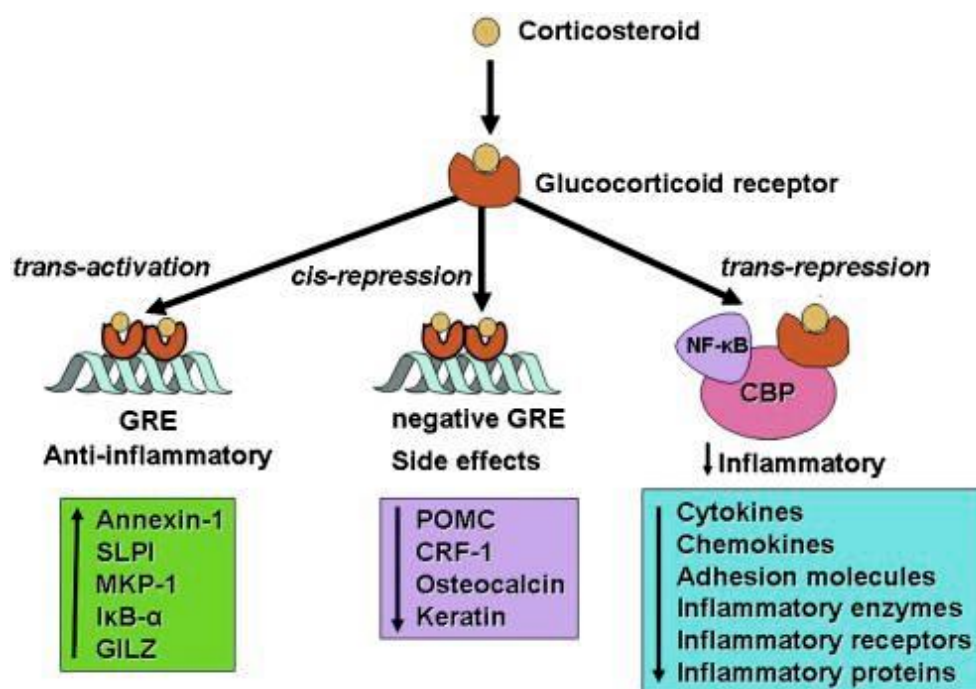 Corticosteroid
Glucocorticoid receptor
trans-activation
cis-repression
trans-repression
NF-κB
CBP
GRE
Anti-inflammatory
negative GRE
Side effects
↓Inflammatory
Annexin-1
SLPI
MKP-1
IκB-α
GILZ
POMC
CRF-1
Osteocalcin
Keratin
Cytokines
Chemokines
Adhesion molecules
Inflammatory enzymes
Inflammatory receptors
Inflammatory proteins